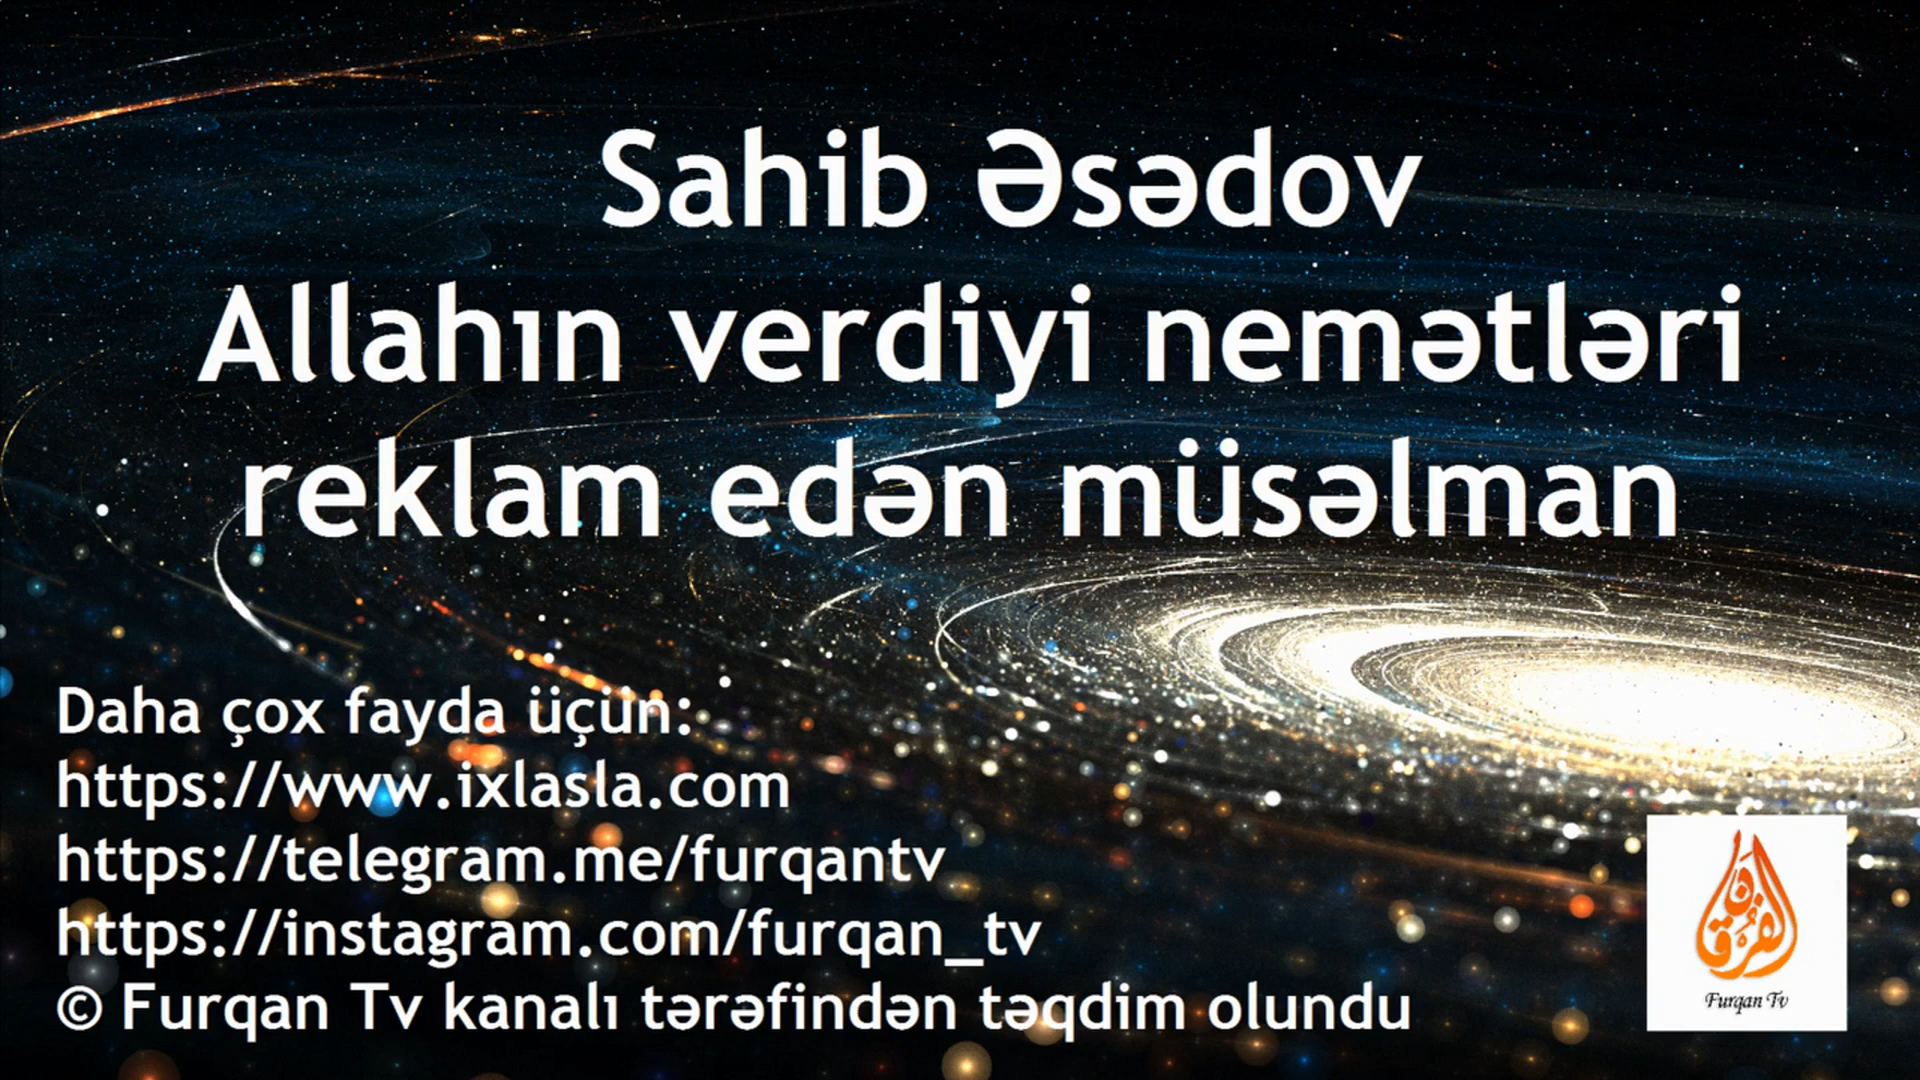 Sahib Əsədov
Allahın verdiyi nemətləri
reklam edən müsəlman
Daha çox fayda üçün:
https://www.ixlasla.com
https://telegram.me/furqantv
https://instagram.com/furqan_tv
© Furqan Tv kanalı tərəfindən təqdim olundu
الفرقان
Furqan Tv